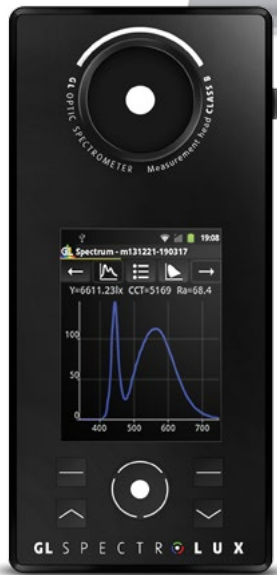 GL OPTIC SPECTROMETER Measurement head CLASS B
19:08
GL Spectrum - m131221-190317
Y=6611.23lx CCT=5169 Ra=68.4
100
50
0
400 500 600 700
GL SPECTROLUX